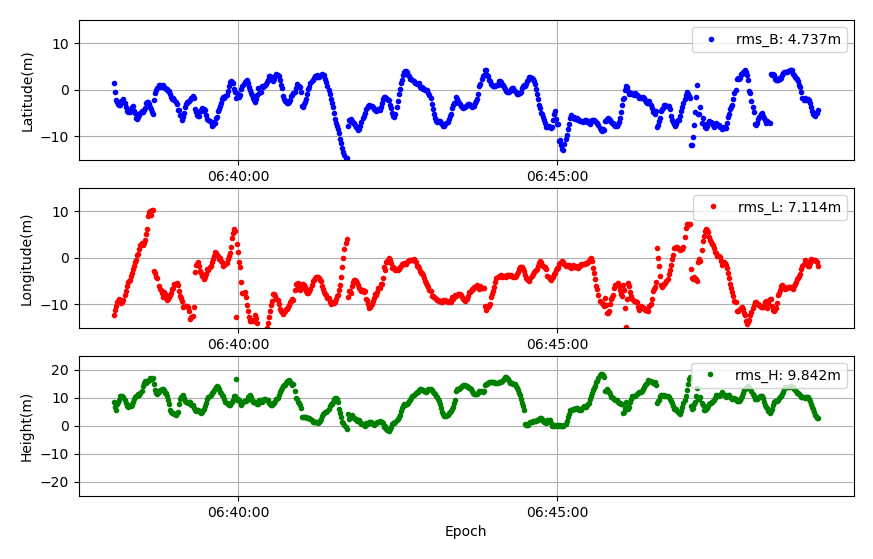 Latitude(m)
10
0
−10
rms_B: 4.737m
06:40:00
06:45:00
Longitude(m)
10
0
−10
rms_L: 7.114m
06:40:00
06:45:00
Height(m)
20
10
0
−10
−20
rms_H: 9.842m
06:40:00
06:45:00
Epoch